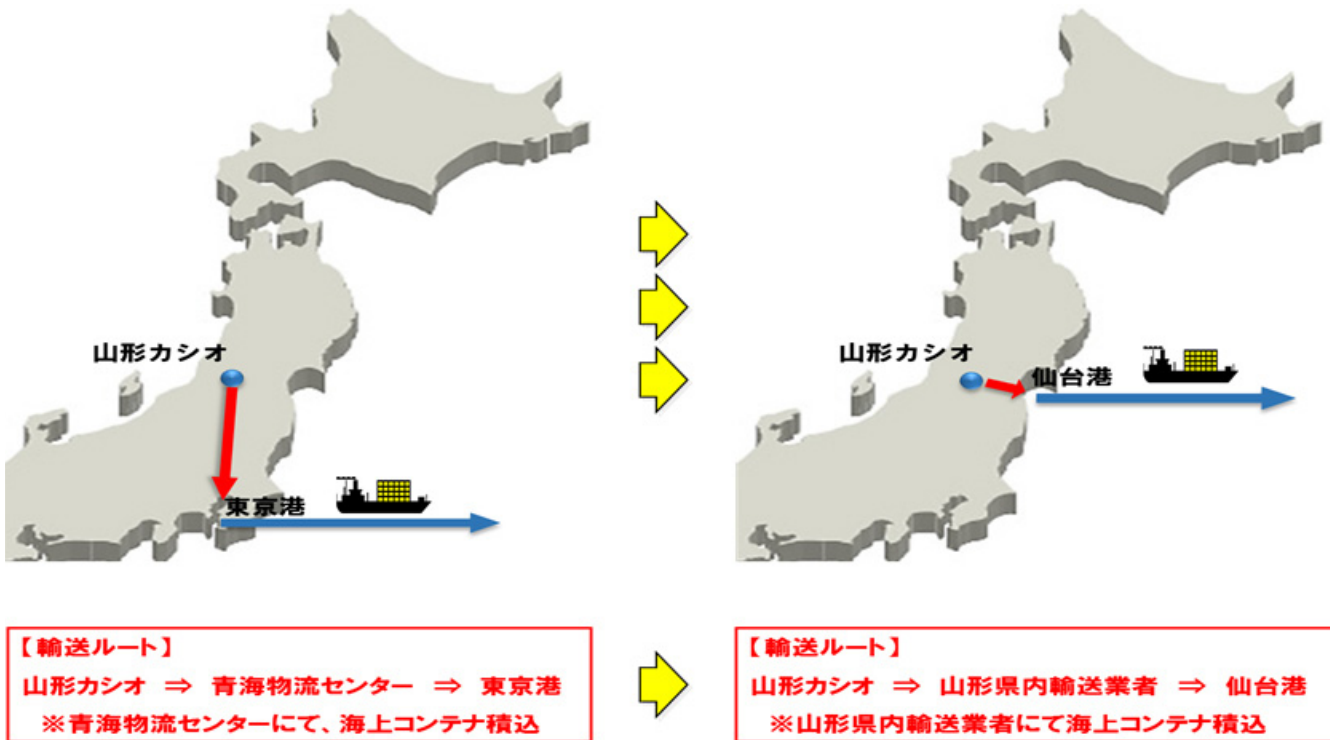 山形カシオ
東京港
山形カシオ
仙台港
【輸送ルート】
山形カシオ ⇒ 青海物流センター ⇒ 東京港
※青海物流センターにて、海上コンテナ積込
【輸送ルート】
山形カシオ ⇒ 山形県内輸送業者 ⇒ 仙台港
※山形県内輸送業者にて海上コンテナ積込